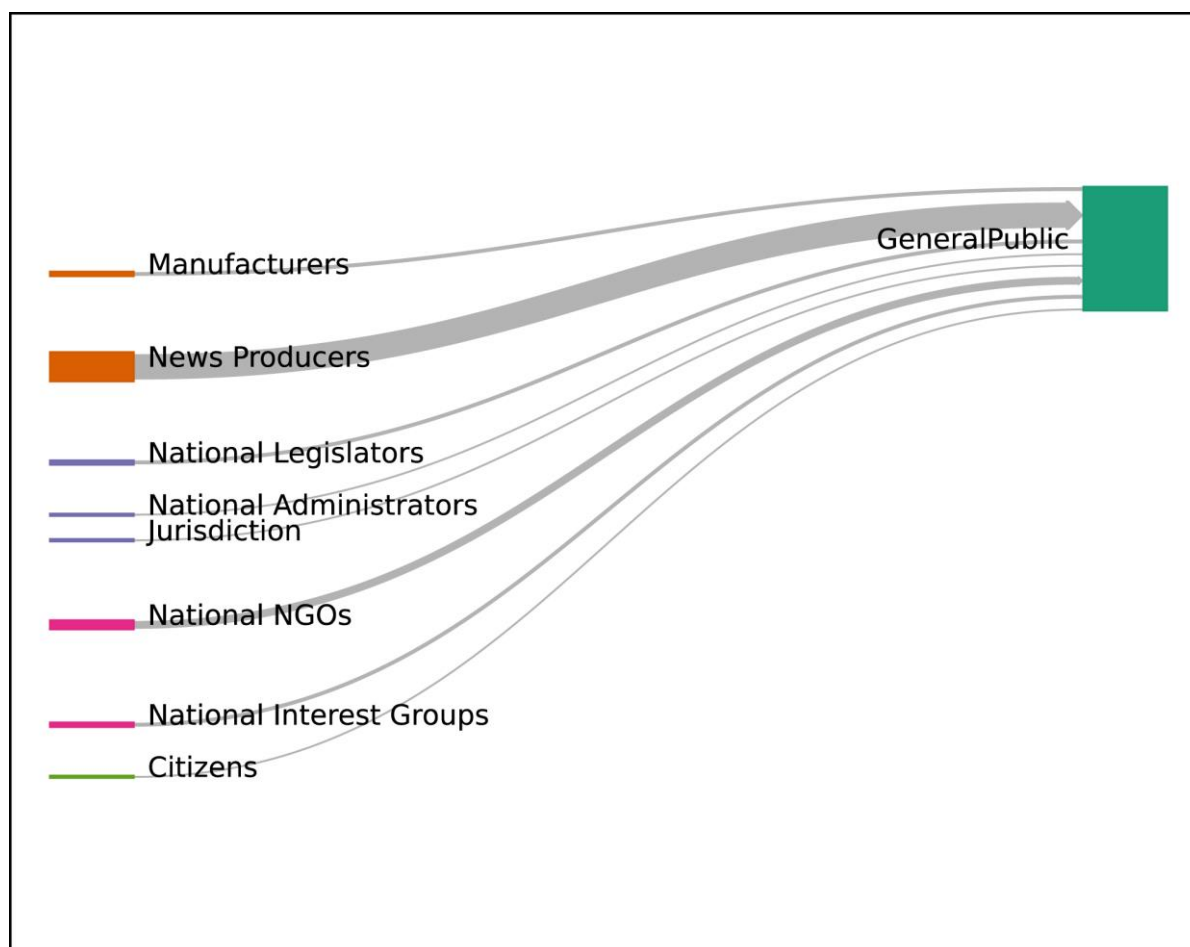 GeneralPublic
Manufacturers
News Producers
National Legislators
National Administrators
Jurisdiction
National NGOs
National Interest Groups
Citizens